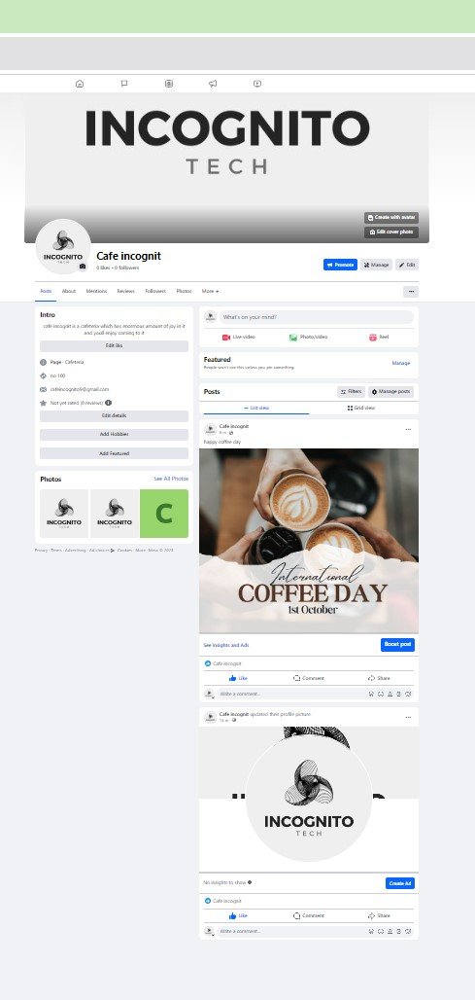 INCOGNITO
TECH
Create with avatar
Edit cover photo
INCOGNITO
TECH
Cafe incognit
0 likes • 0 followers
Promote
Manage
Edit
Posts
About
Mentions
Reviews
Followers
Photos
More
Intro
cafe incognit is a cafeteria which has enormous amount of joy in it
and you'll enjoy coming to it
Edit Bio
Page · Cafeteria
no 100
cafeincognito9@gmail.com
Not yet rated (0 reviews)
Edit details
Add Hobbies
Add Featured
Photos
See All Photos
INCOGNITO
TECH
INCOGNITO
TECH
C
Privacy · Terms · Advertising · Ad choices · Cookies · More · Meta © 2023
What's on your mind?
Live video
Photo/video
Reel
Featured
People won't see this unless you pin something.
Manage
Posts
Filters
Manage posts
List view
Grid view
Cafe incognit
happy coffee day
International
COFFEE DAY
1st October
See Insights and Ads
Boost post
Cafe incognit
Like
Comment
Share
Write a comment...
Cafe incognit updated their profile picture.
INCOGNITO
TECH
No insights to show
Create Ad
Cafe incognit
Like
Comment
Share
Write a comment...